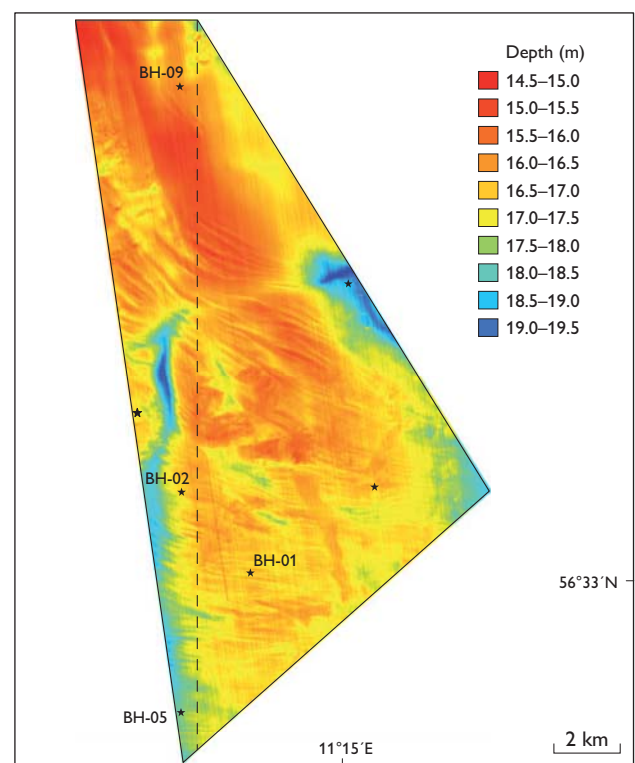 BH-09
Depth (m)
14.5–15.0
15.0–15.5
15.5–16.0
16.0–16.5
16.5–17.0
17.0–17.5
17.5–18.0
18.0–18.5
18.5–19.0
19.0–19.5
BH-02
BH-01
56°33´N
BH-05
11°15´E
2 km